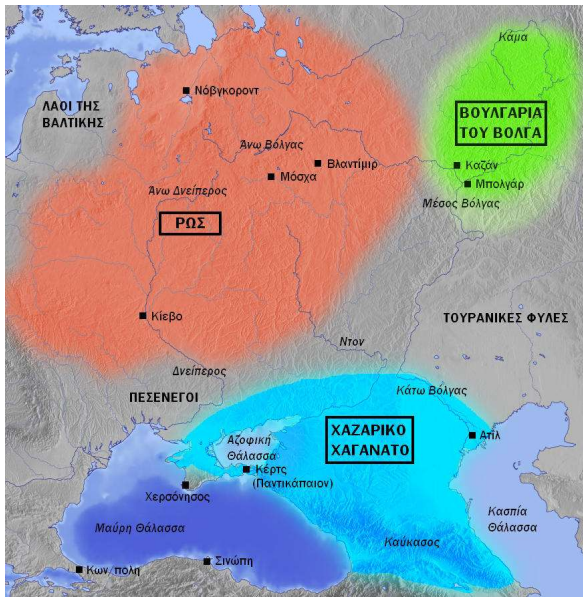 Κάμα
Νόβγκοροντ
ΛΑΟΙ ΤΗΣ
ΒΑΛΤΙΚΗΣ
ΒΟΥΛΓΑΡΙΑ
ΤΟΥ ΒΟΛΓΑ
Άνω Βόλγας
Βλαντίμιρ
Καζάν
Μόσχα
Μπολγάρ
Άνω Δνείπερος
Μέσος Βόλγας
ΡΩΣ
Κίεβο
ΤΟΥΡΑΝΙΚΕΣ ΦΥΛΕΣ
Ντον
Δνείπερος
Κάτω Βόλγας
ΠΕΣΕΝΕΓΟΙ
ΧΑΖΑΡΙΚΟ
ΧΑΓΑΝΑΤΟ
Αζοφική
Θάλασσα
Ατίλ
Κέρτς
(Παντικάπαιον)
Χερσόνησος
Κασπία
Θάλασσα
Μαύρη Θάλασσα
Καύκασος
Σινώπη
Κων/πολη